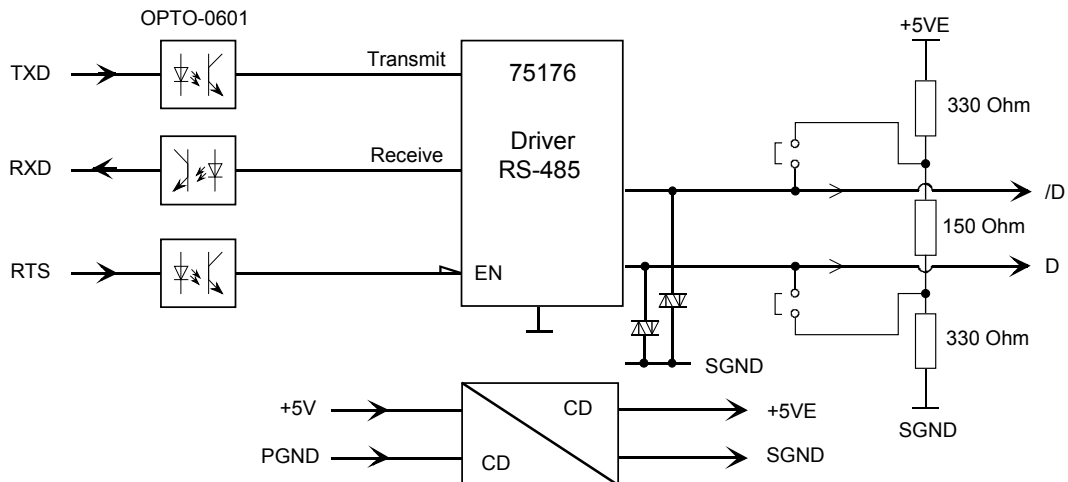 OPTO-0601
+5VE
TXD
Transmit
75176
330 Ohm
Driver
RS-485
RXD
Receive
/D
150 Ohm
RTS
EN
D
330 Ohm
SGND
+5V
CD
+5VE
SGND
PGND
CD
SGND